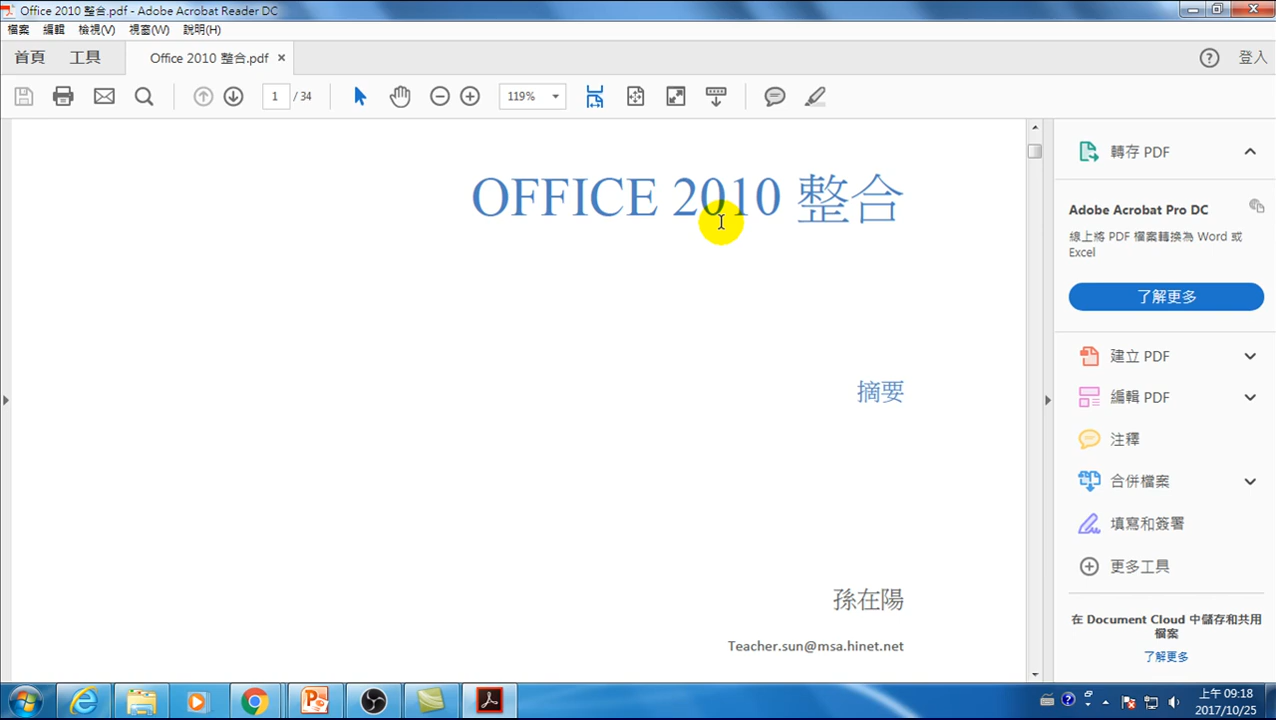 Office 2010 整合.pdf - Adobe Acrobat Reader DC
檔案 編輯 檢視(V) 視窗(W) 說明(H)
首頁 工具 Office 2010 整合.pdf × ? 登入
1 / 34 119%
OFFICE 2010 整合
摘要
孫在陽
Teacher.sun@msa.hinet.net
轉存 PDF
Adobe Acrobat Pro DC
線上將 PDF 檔案轉換為 Word 或
Excel
了解更多
建立 PDF
編輯 PDF
注釋
合併檔案
填寫和簽署
更多工具
在 Document Cloud 中儲存和共用
檔案
了解更多
上午 09:18
2017/10/25